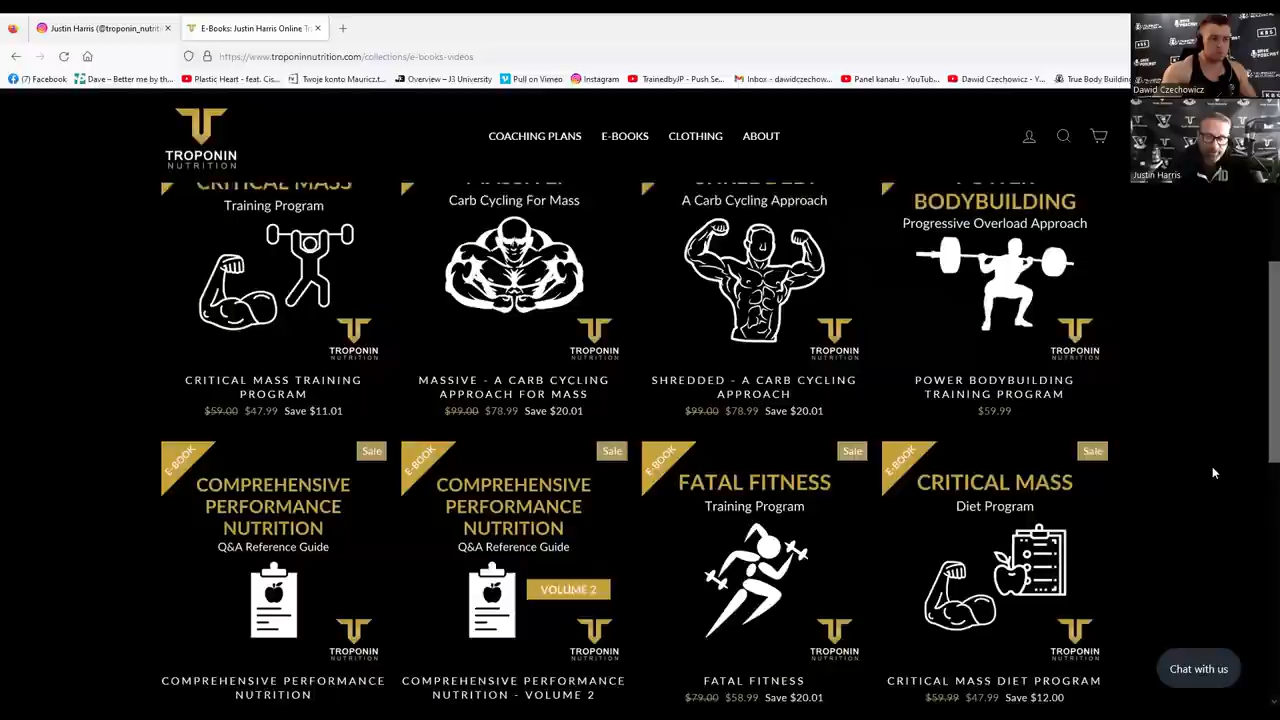 Justin Harris (@troponin_nutrit
E-Books: Justin Harris Online Tr
https://www.troponinnutrition.com/collections/e-books-videos
(7) Facebook
Dave – Better me by th...
Plastic Heart - feat. Cis...
Twoje konto Mauricz.t...
Overview – J3 University
Pull on Vimeo
Instagram
TrainedbyJP - Push Se...
Inbox - dawidczechow...
Panel kanału - YouTub...
Dawid Czechowicz - Y...
True Body Building
Dawid Czechowicz
Justin Harris
TROPONIN
NUTRITION
COACHING PLANS E-BOOKS CLOTHING ABOUT
CRITICAL MASS
Training Program
TROPONIN
NUTRITION
Carb Cycling For Mass
TROPONIN
NUTRITION
A Carb Cycling Approach
TROPONIN
NUTRITION
BODYBUILDING
Progressive Overload Approach
TROPONIN
NUTRITION
CRITICAL MASS TRAINING
PROGRAM
$59.00 $47.99 Save $11.01
MASSIVE - A CARB CYCLING
APPROACH FOR MASS
$99.00 $78.99 Save $20.01
SHREDDED - A CARB CYCLING
APPROACH
$99.00 $78.99 Save $20.01
POWER BODYBUILDING
TRAINING PROGRAM
$59.99
E-BOOK
Sale
COMPREHENSIVE
PERFORMANCE
NUTRITION
Q&A Reference Guide
TROPONIN
NUTRITION
E-BOOK
Sale
COMPREHENSIVE
PERFORMANCE
NUTRITION
Q&A Reference Guide
VOLUME 2
TROPONIN
NUTRITION
E-BOOK
Sale
FATAL FITNESS
Training Program
TROPONIN
NUTRITION
E-BOOK
Sale
CRITICAL MASS
Diet Program
TROPONIN
NUTRITION
COMPREHENSIVE PERFORMANCE
NUTRITION
COMPREHENSIVE PERFORMANCE
NUTRITION - VOLUME 2
FATAL FITNESS
$79.00 $58.99 Save $20.01
CRITICAL MASS DIET PROGRAM
$59.99 $47.99 Save $12.00
Chat with us